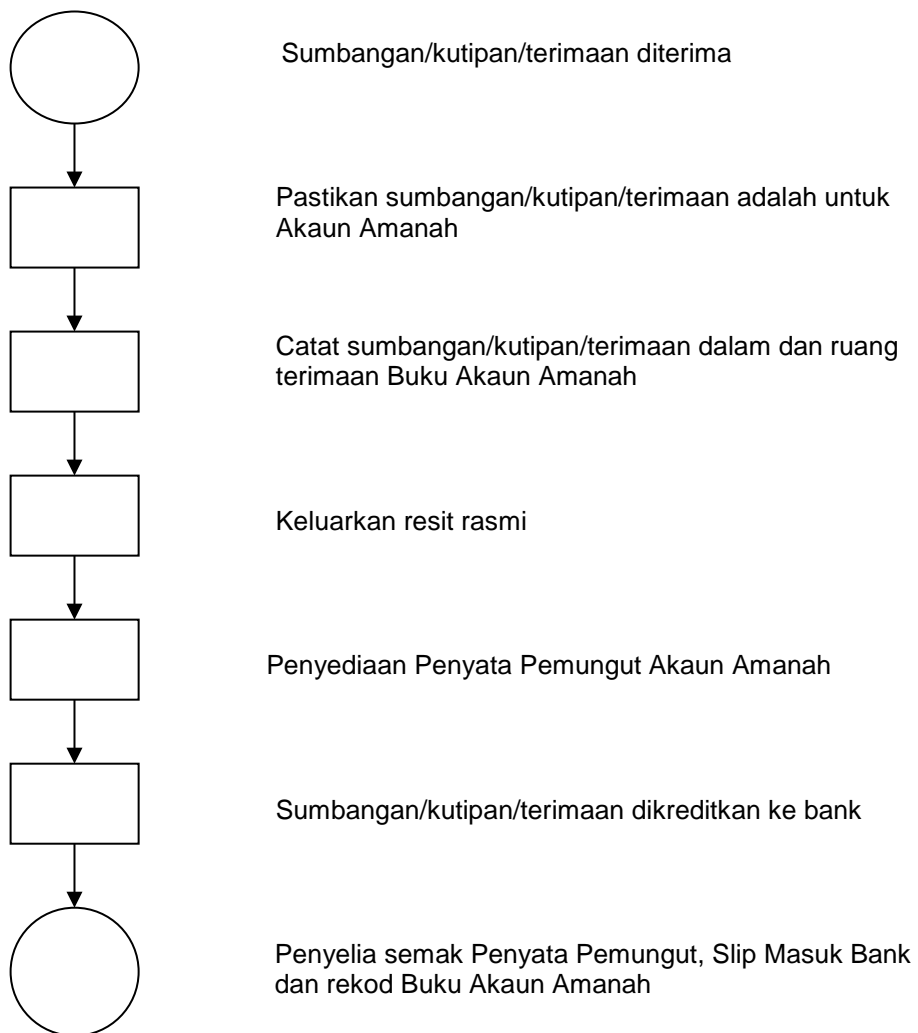 Sumbangan/kutipan/terimaan diterima
Pastikan sumbangan/kutipan/terimaan adalah untuk
Akaun Amanah
Catat sumbangan/kutipan/terimaan dalam dan ruang
terimaan Buku Akaun Amanah
Keluarkan resit rasmi
Penyediaan Penyata Pemungut Akaun Amanah
Sumbangan/kutipan/terimaan dikreditkan ke bank
Penyelia semak Penyata Pemungut, Slip Masuk Bank
dan rekod Buku Akaun Amanah